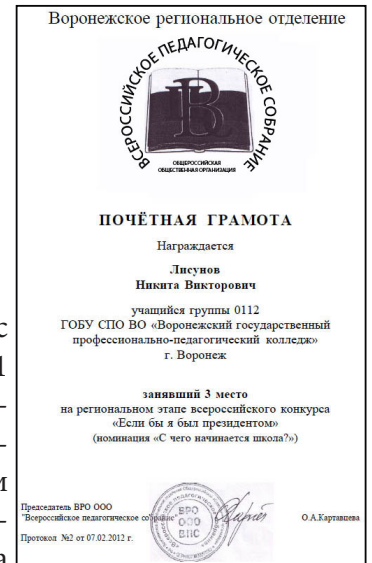 Воронежское региональное отделение
ВСЕРОССИЙСКОЕ ПЕДАГОГИЧЕСКОЕ СОБРАНИЕ
ОБЩЕРОССИЙСКАЯ
ОБЩЕСТВЕННАЯ ОРГАНИЗАЦИЯ
ПОЧЁТНАЯ ГРАМОТА
Награждается
Лисунов
Никита Викторович
учащийся группы 0112
ГОБУ СПО ВО «Воронежский государственный
профессионально-педагогический колледж»
г. Воронеж
занявший 3 место
на региональном этапе всероссийского конкурса
«Если бы я был президентом»
(номинация «С чего начинается школа?»)
Председатель ВРО ООО
"Всероссийское педагогическое собрание"
О.А.Картавцева
Протокол №2 от 07.02.2012 г.
ВРО
ООО
ВПС